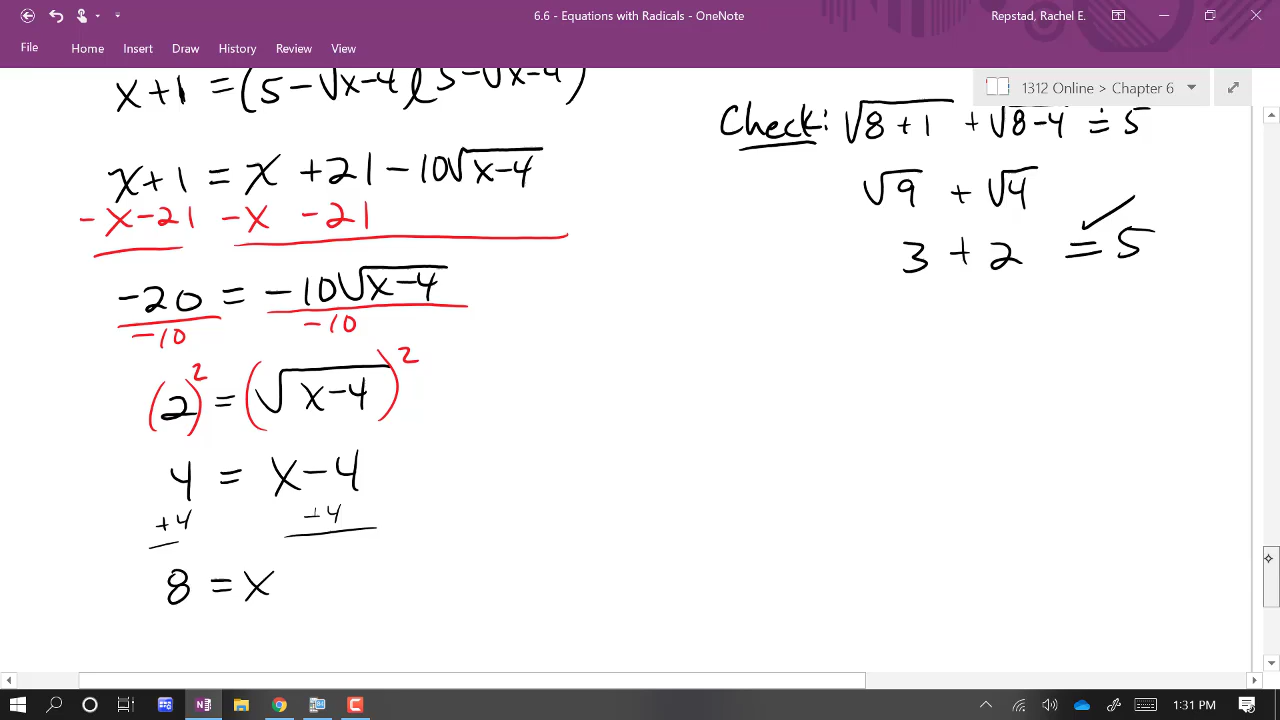 6.6 - Equations with Radicals - OneNote
Repstad, Rachel E.
File Home Insert Draw History Review View
1312 Online > Chapter 6
x+1 = (5-√x-4)(5-√x-4)
x+1 = x +21 -10√x-4
-x-21 -x -21
-20 = -10√x-4
-10 -10
(2)² = (√x-4)²
4 = x-4
+4 +4
8 = x
Check: √8+1 + √8-4 ≟ 5
√9 + √4
3 + 2 = 5 ✓
1:31 PM